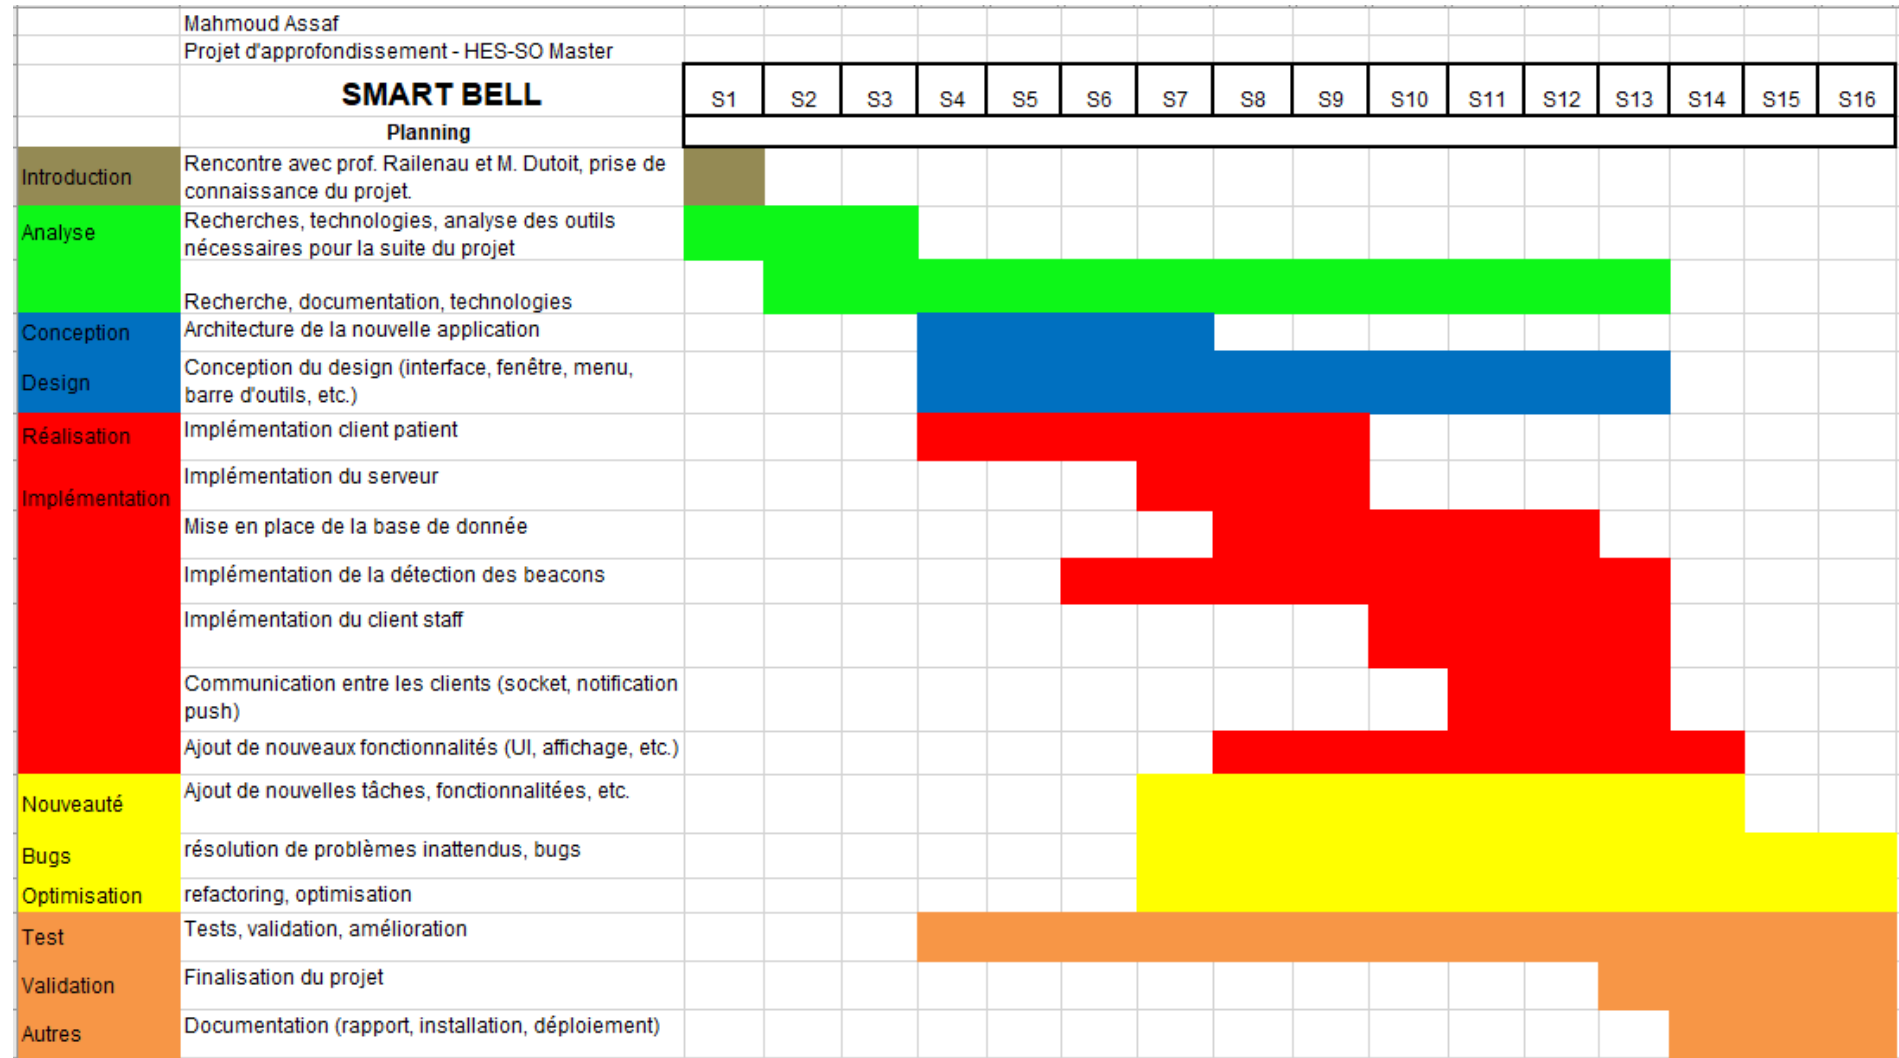 Mahmoud Assaf
Projet d'approfondissement - HES-SO Master
SMART BELL S1 S2 S3 S4 S5 S6 S7 S8 S9 S10 S11 S12 S13 S14 S15 S16
Planning
Introduction
Rencontre avec prof. Railenau et M. Dutoit, prise de
connaissance du projet.
Analyse
Recherches, technologies, analyse des outils
nécessaires pour la suite du projet
Recherche, documentation, technologies
Conception
Architecture de la nouvelle application
Design
Conception du design (interface, fenêtre, menu,
barre d'outils, etc.)
Réalisation
Implémentation client patient
Implémentation
Implémentation du serveur
Mise en place de la base de donnée
Implémentation de la détection des beacons
Implémentation du client staff
Communication entre les clients (socket, notification
push)
Ajout de nouveaux fonctionnalités (UI, affichage, etc.)
Nouveauté
Ajout de nouvelles tâches, fonctionnalitées, etc.
Bugs
résolution de problèmes inattendus, bugs
Optimisation
refactoring, optimisation
Test
Tests, validation, amélioration
Validation
Finalisation du projet
Autres
Documentation (rapport, installation, déploiement)